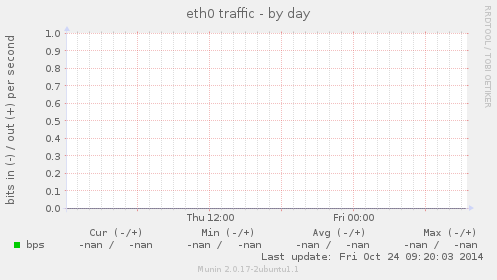 eth0 traffic - by day
RRDTOOL / TOBI OETIKER
bits in (-) / out (+) per second
1.0
0.9
0.8
0.7
0.6
0.5
0.4
0.3
0.2
0.1
0.0
Thu 12:00 Fri 00:00
Cur (-/+) Min (-/+) Avg (-/+) Max (-/+)
bps -nan / -nan -nan / -nan -nan / -nan -nan / -nan
Last update: Fri Oct 24 09:20:03 2014
Munin 2.0.17-2ubuntu1.1